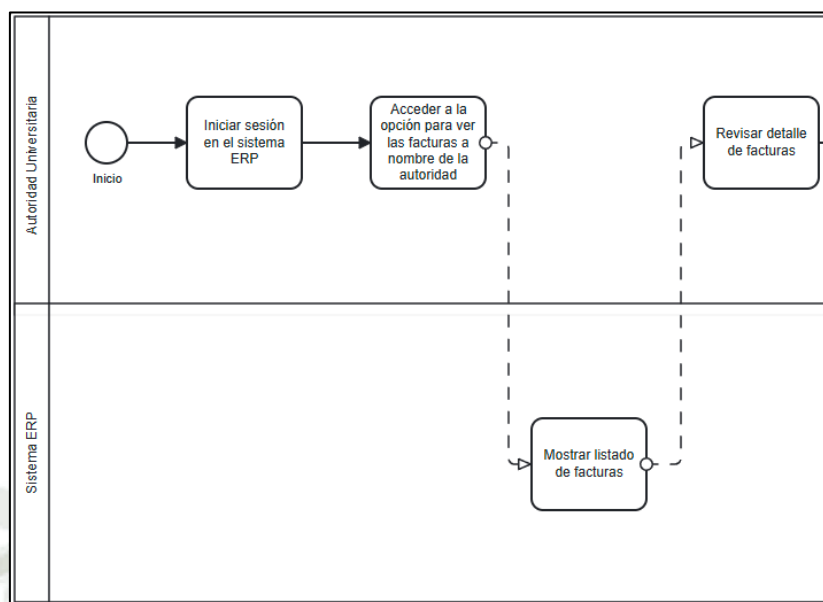 Autoridad Universitaria
Inicio
Iniciar sesión
en el sistema
ERP
Acceder a la
opción para ver
las facturas a
nombre de la
autoridad
Revisar detalle
de facturas
Sistema ERP
Mostrar listado
de facturas